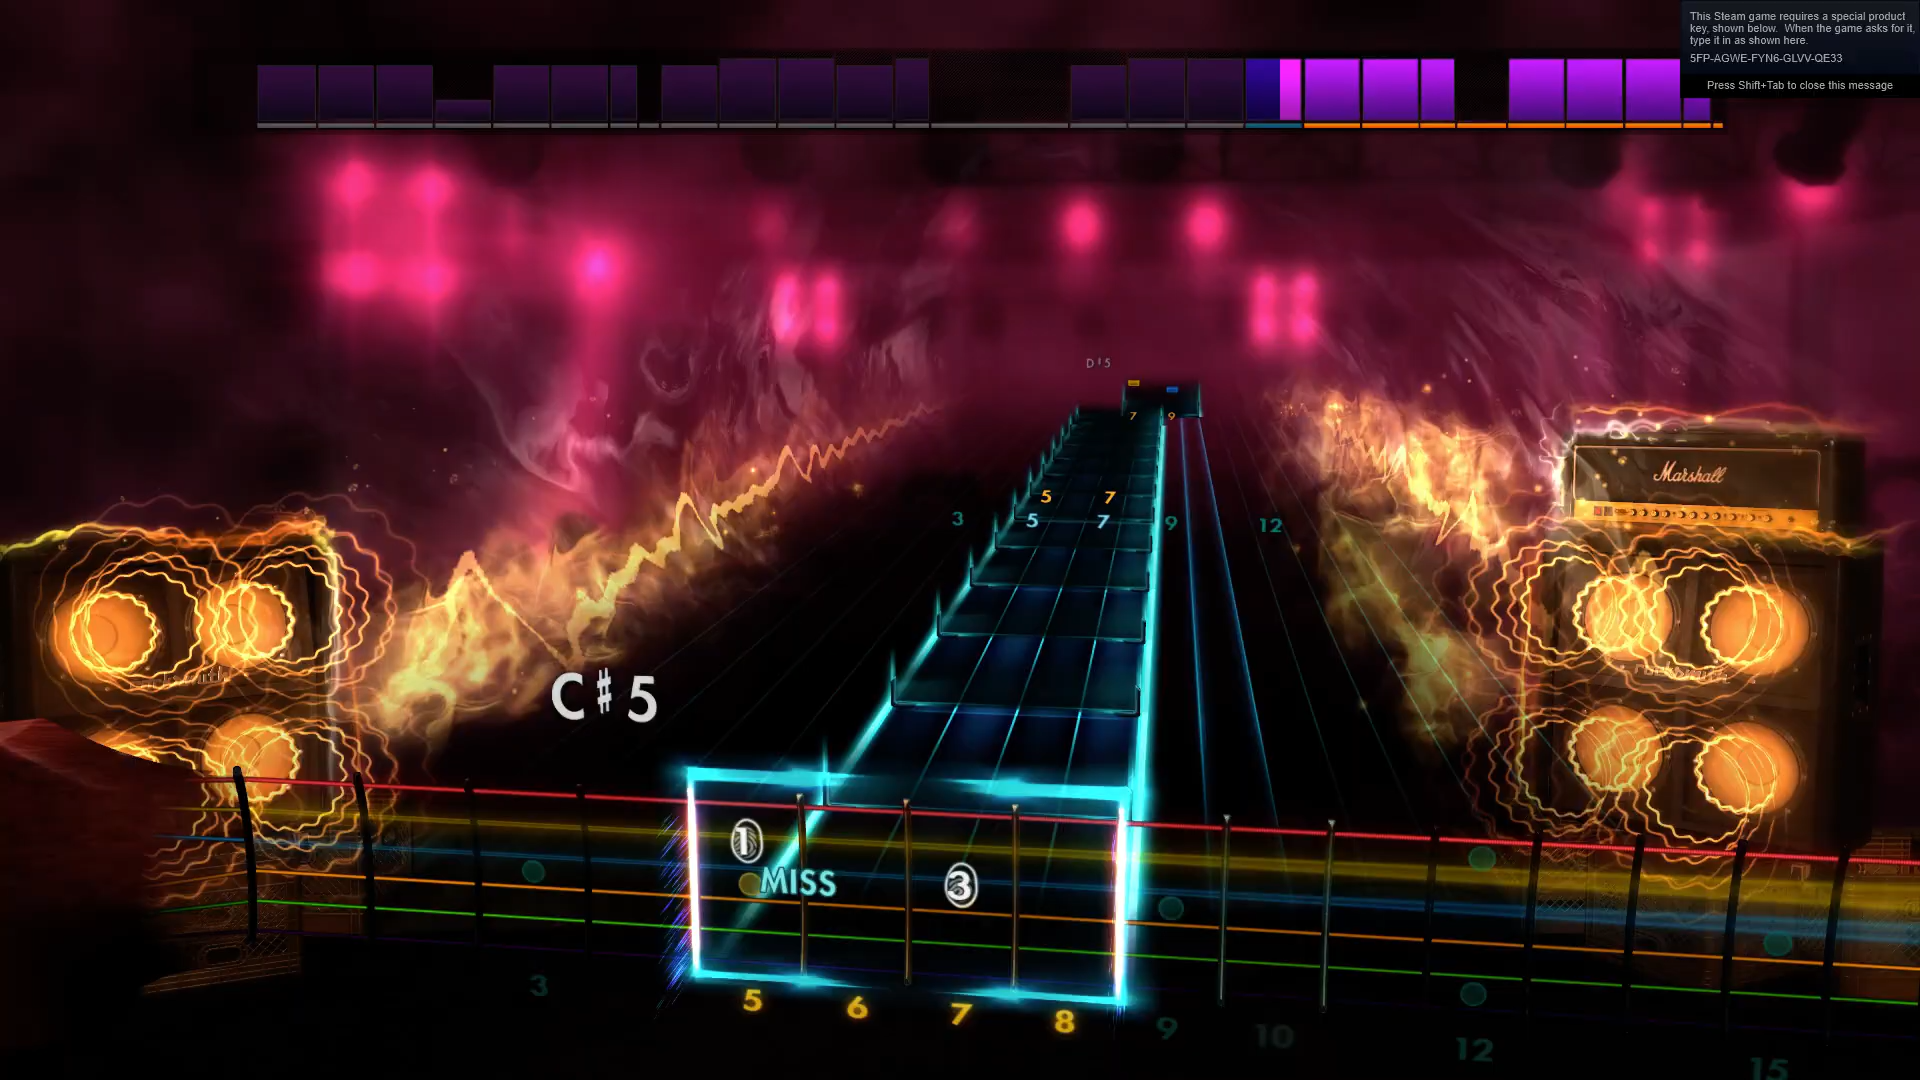 This Steam game requires a special product
key, shown below. When the game asks for it,
type it in as shown here.
5FP-AGWE-FYN6-GLVV-QE33
Press Shift+Tab to close this message
D#5
7 9
5 7
3 5 7 9 12
Marshall
C#5
1
MISS
3
3 5 6 7 8 9 10 12 15